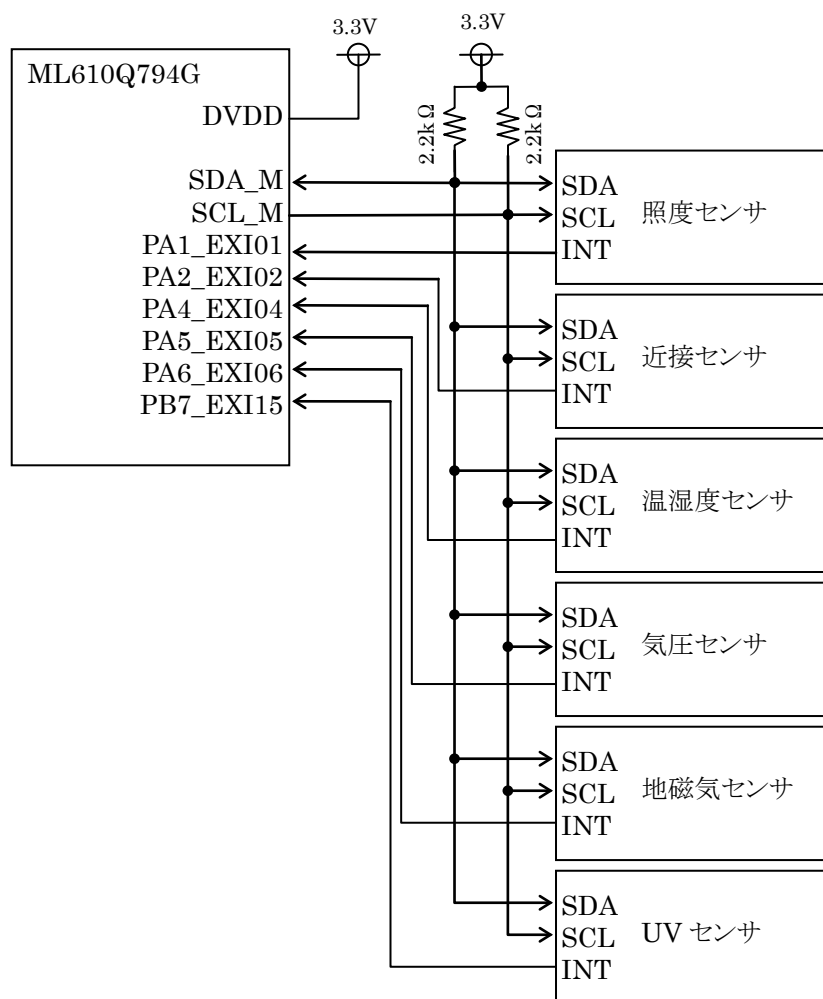 3.3V
3.3V
ML610Q794G
DVDD
2.2kΩ
2.2kΩ
SDA_M
SCL_M
PA1_EXI01
PA2_EXI02
PA4_EXI04
PA5_EXI05
PA6_EXI06
PB7_EXI15
SDA
SCL 照度センサ
INT
SDA
SCL 近接センサ
INT
SDA
SCL 温湿度センサ
INT
SDA
SCL 気圧センサ
INT
SDA
SCL 地磁気センサ
INT
SDA
SCL UV センサ
INT